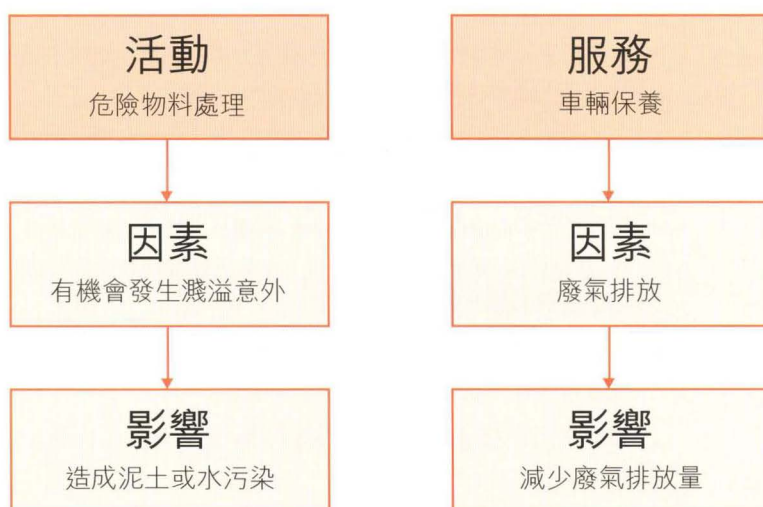 活動
危險物料處理
因素
有機會發生濺溢意外
影響
造成泥土或水污染
服務
車輛保養
因素
廢氣排放
影響
減少廢氣排放量